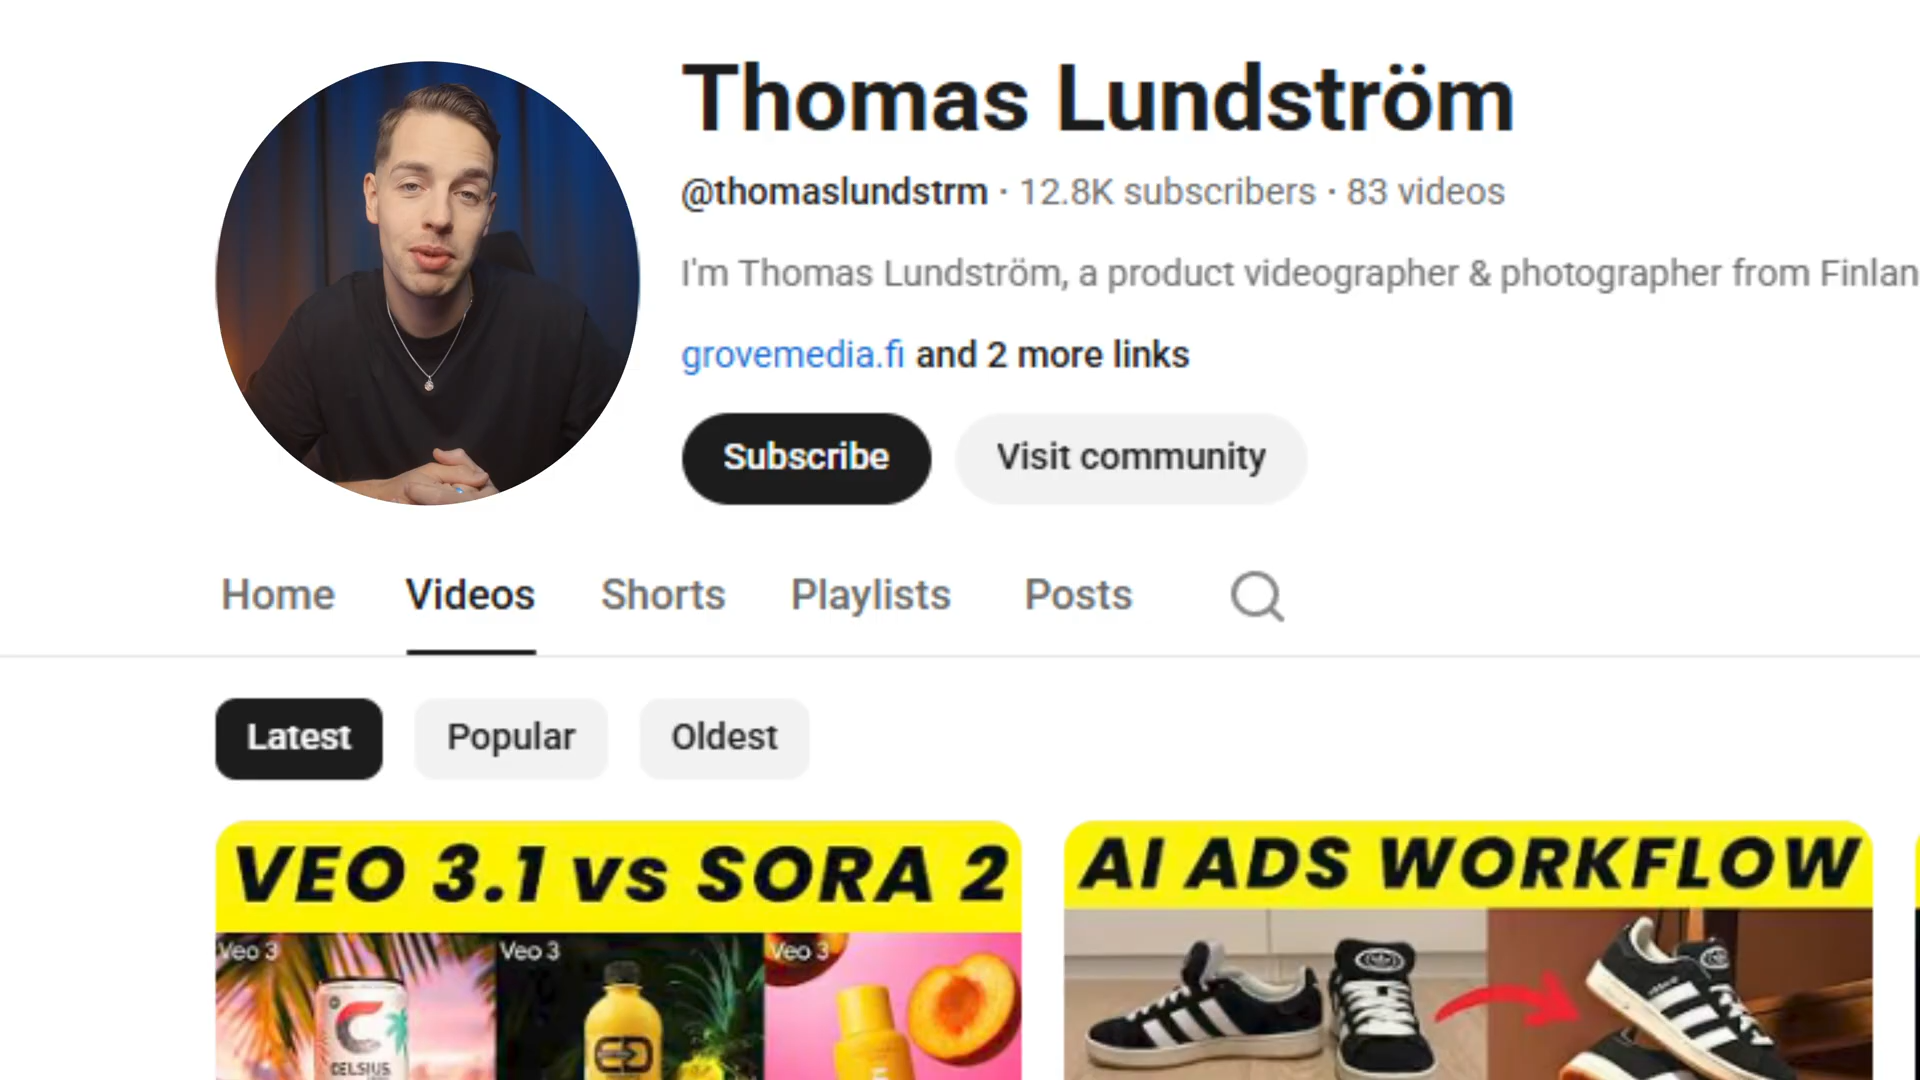 Thomas Lundström
@thomaslundstrm · 12.8K subscribers · 83 videos
I'm Thomas Lundström, a product videographer & photographer from Finlan
grovemedia.fi and 2 more links
Subscribe
Visit community
Home
Videos
Shorts
Playlists
Posts
Latest
Popular
Oldest
VEO 3.1 vs SORA 2
AI ADS WORKFLOW
Veo 3
Veo 3
Veo 3
CELSIUS